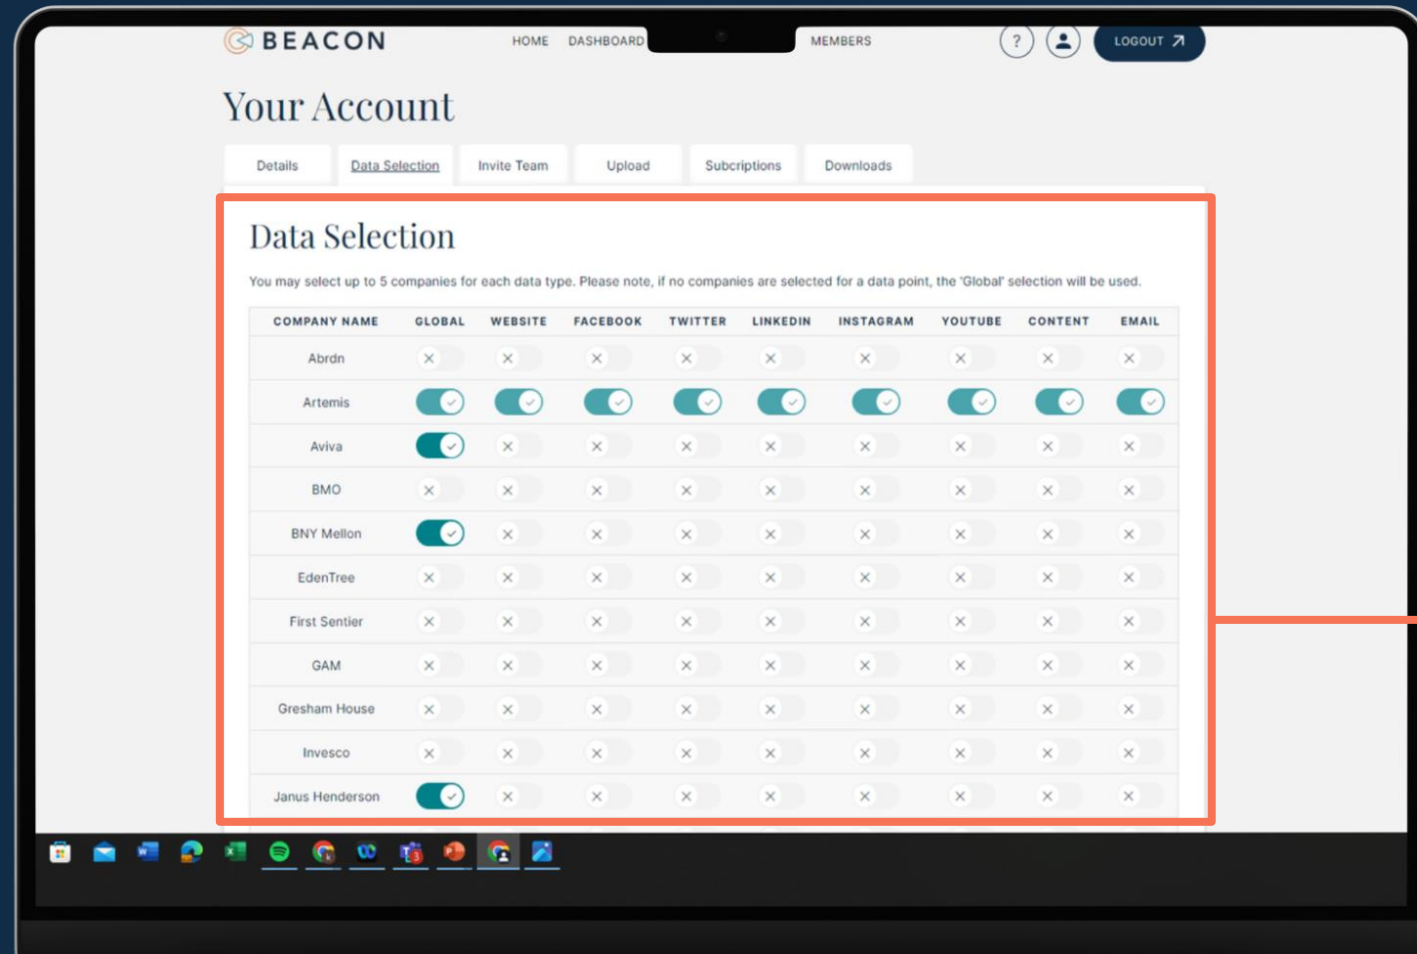 BEACON
HOME DASHBOARD MEMBERS ? LOGOUT
Your Account
Details Data Selection Invite Team Upload Subcriptions Downloads
Data Selection
You may select up to 5 companies for each data type. Please note, if no companies are selected for a data point, the 'Global' selection will be used.
COMPANY NAME GLOBAL WEBSITE FACEBOOK TWITTER LINKEDIN INSTAGRAM YOUTUBE CONTENT EMAIL
Abrdn
Artemis
Aviva
BMO
BNY Mellon
EdenTree
First Sentier
GAM
Gresham House
Invesco
Janus Henderson